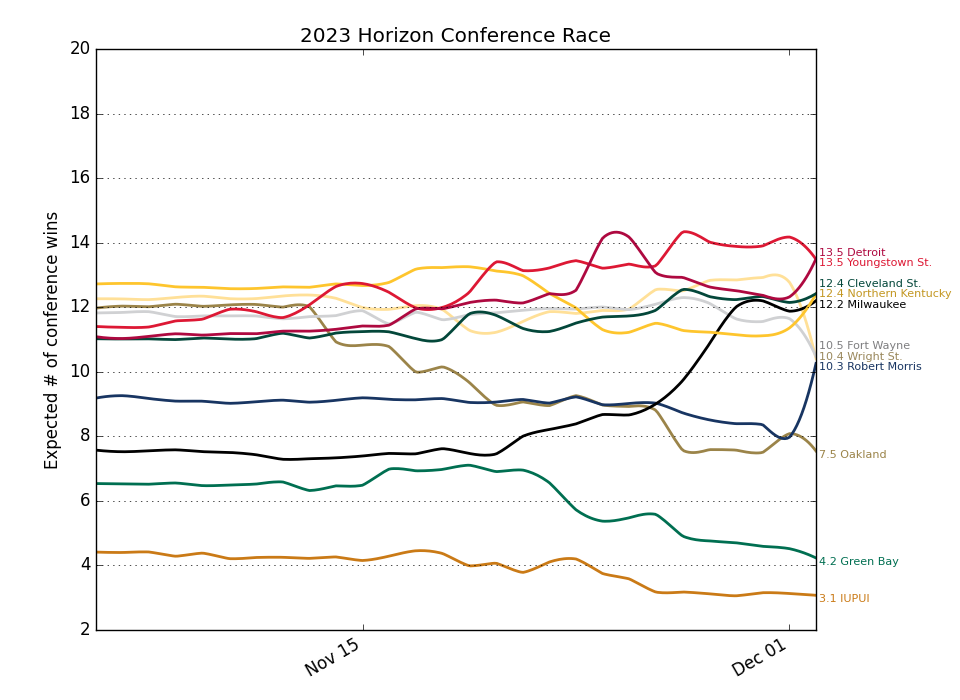 2023 Horizon Conference Race
Expected # of conference wins
20
18
16
14
12
10
8
6
4
2
13.5 Detroit
13.5 Youngstown St.
12.4 Cleveland St.
12.4 Northern Kentucky
12.2 Milwaukee
10.5 Fort Wayne
10.4 Wright St.
10.3 Robert Morris
7.5 Oakland
4.2 Green Bay
3.1 IUPUI
Nov 15
Dec 01